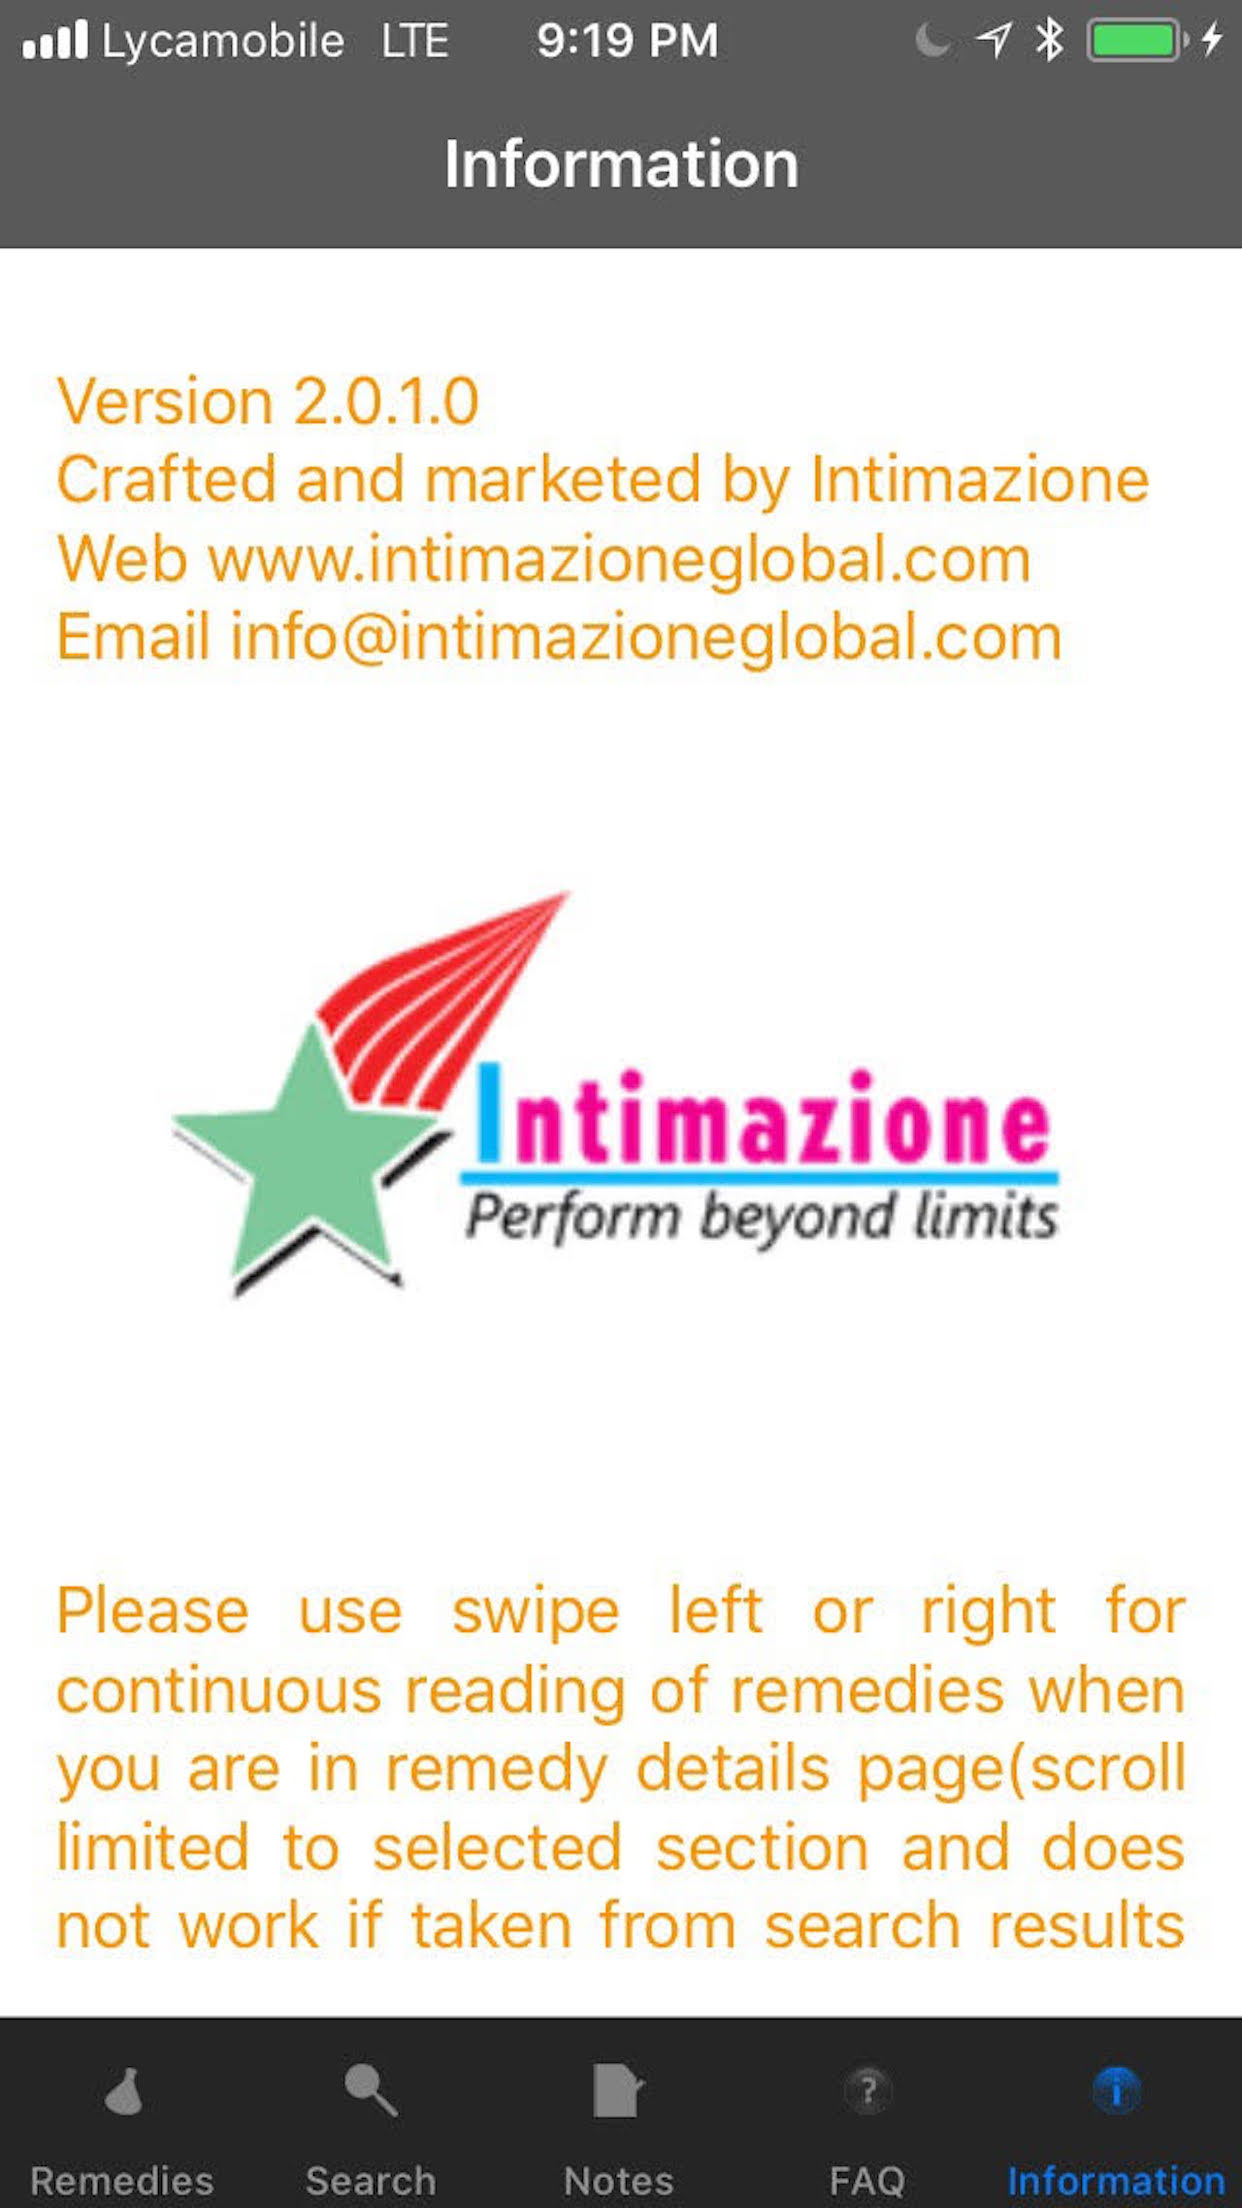 Lycamobile LTE 9:19 PM
Information
Version 2.0.1.0
Crafted and marketed by Intimazione
Web www.intimazioneglobal.com
Email info@intimazioneglobal.com
Intimazione
Perform beyond limits
Please use swipe left or right for
continuous reading of remedies when
you are in remedy details page(scroll
limited to selected section and does
not work if taken from search results
Remedies Search Notes FAQ Information